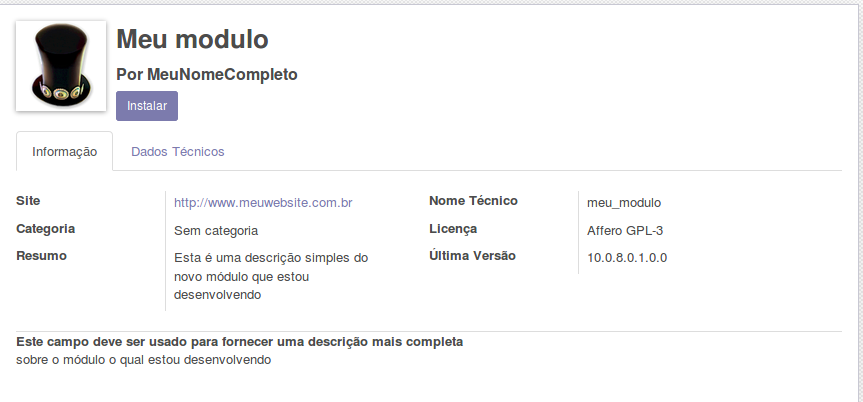 Meu modulo
Por MeuNomeCompleto
Instalar
Informação
Dados Técnicos
Site
http://www.meuwebsite.com.br
Nome Técnico
meu_modulo
Categoria
Sem categoria
Licença
Affero GPL-3
Resumo
Esta é uma descrição simples do
novo módulo que estou
desenvolvendo
Última Versão
10.0.8.0.1.0.0
Este campo deve ser usado para fornecer uma descrição mais completa
sobre o módulo o qual estou desenvolvendo